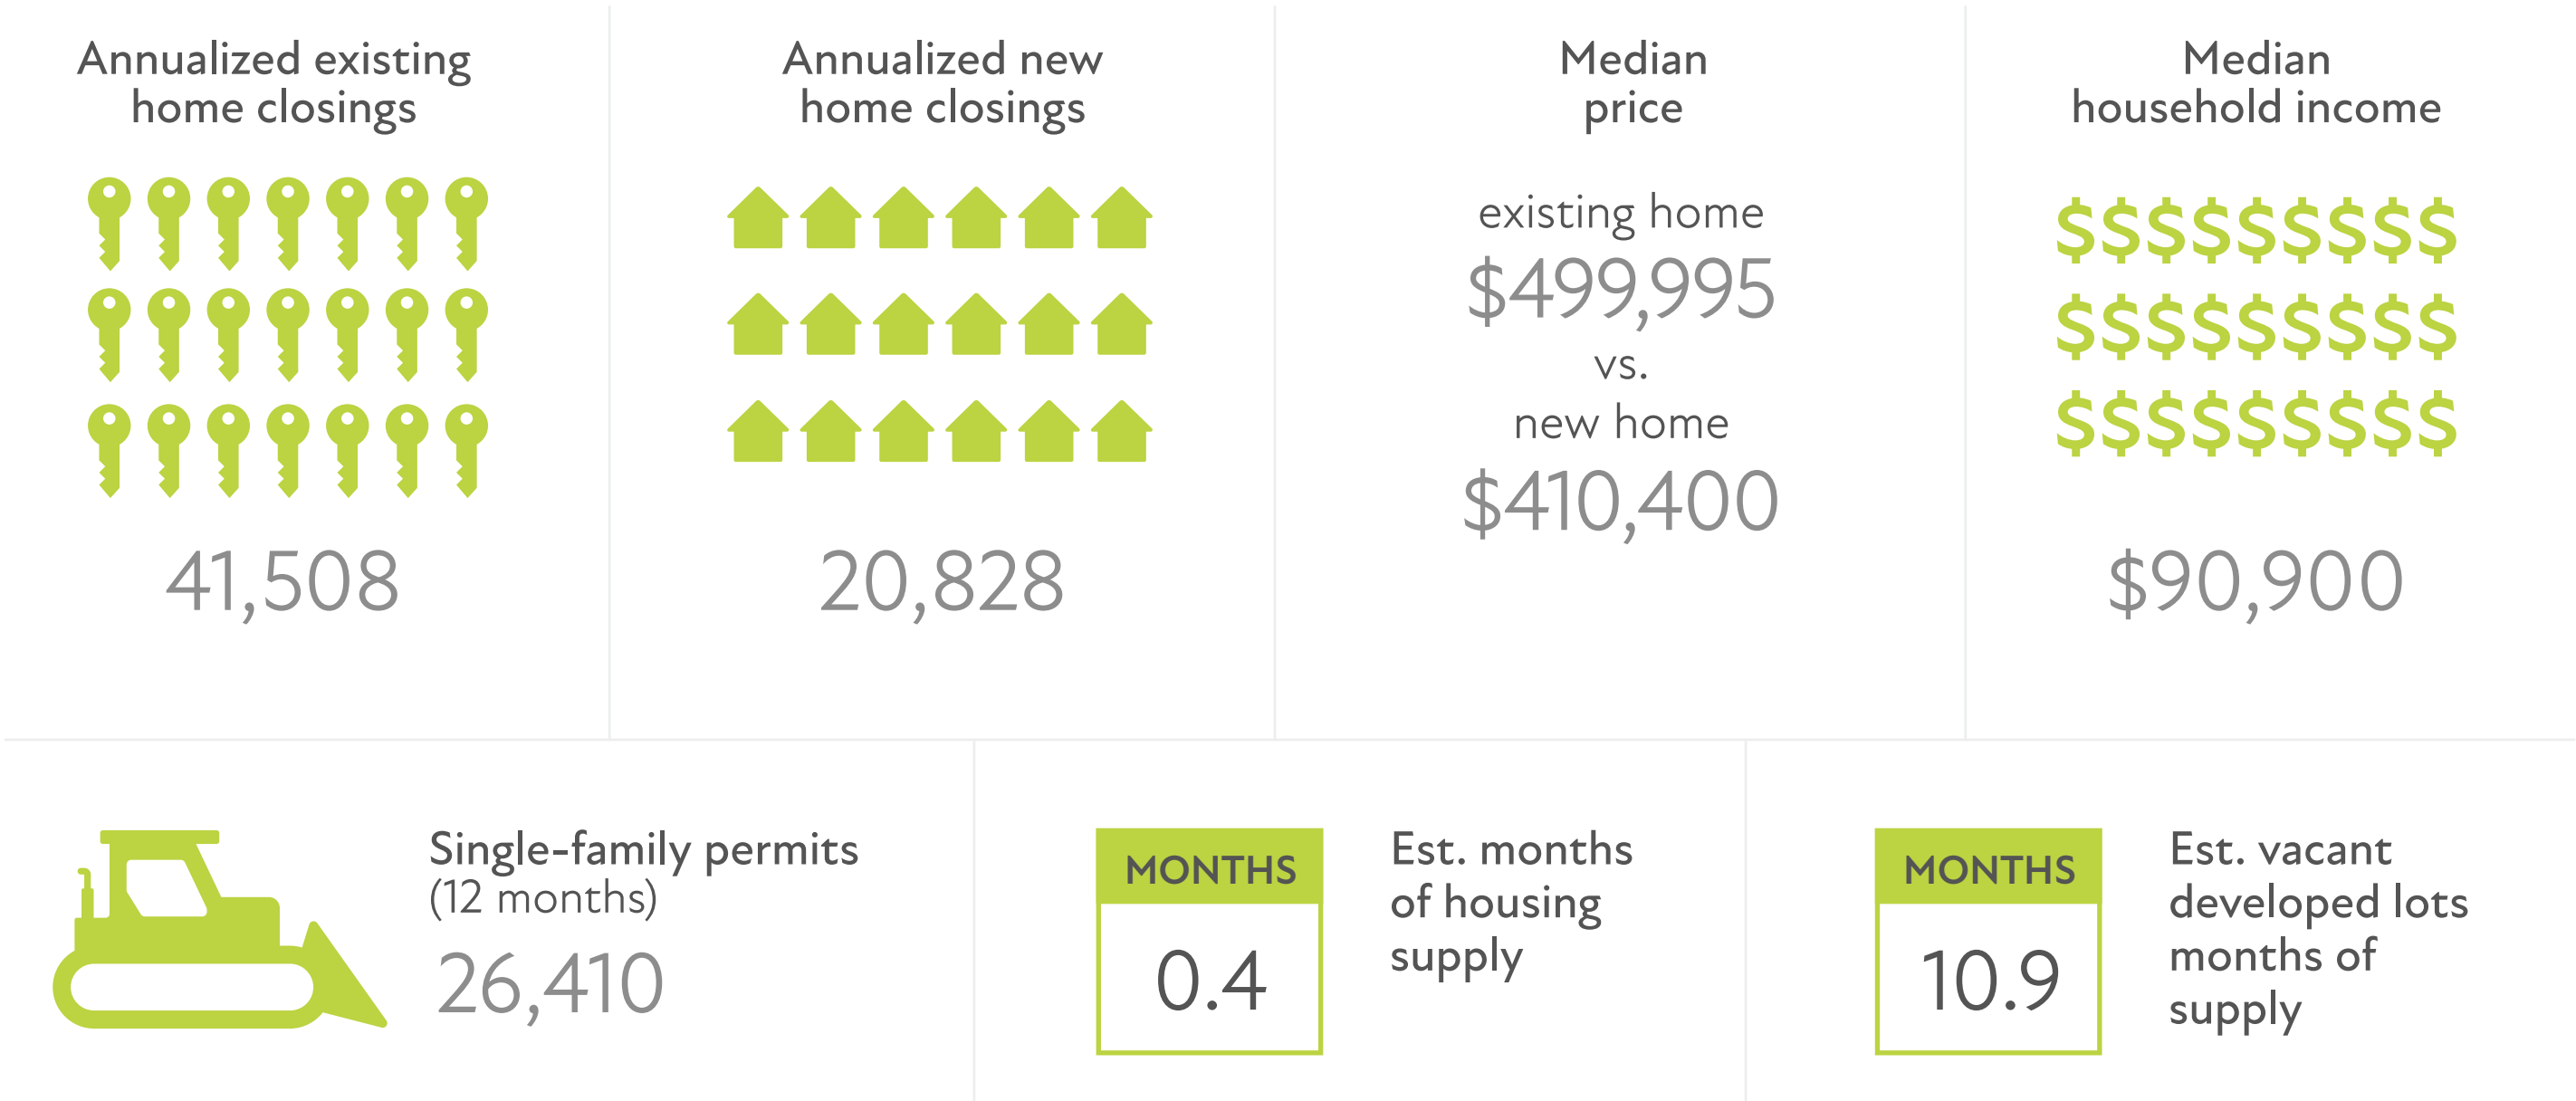 Annualized existing
home closings
41,508
Annualized new
home closings
20,828
Median
price
existing home
$499,995
vs.
new home
$410,400
Median
household income
$$$$$$$$$
$$$$$$$$$
$$$$$$$$$
$90,900
Single-family permits
(12 months)
26,410
MONTHS
0.4
Est. months
of housing
supply
MONTHS
10.9
Est. vacant
developed lots
months of
supply